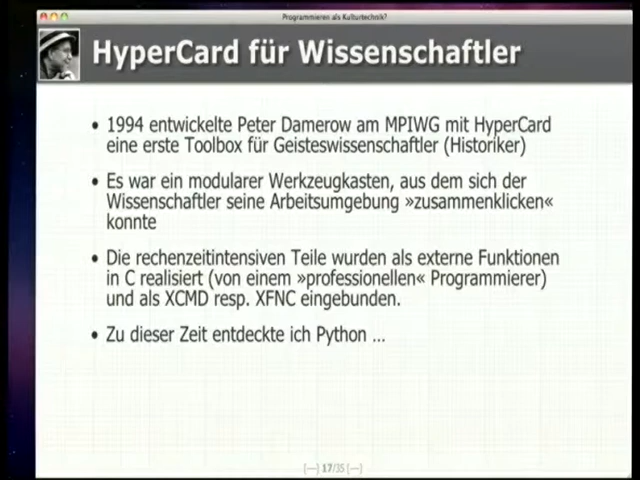 Programmieren als Kulturtechnik?
HyperCard für Wissenschaftler
• 1994 entwickelte Peter Damerow am MPIWG mit HyperCard
eine erste Toolbox für Geisteswissenschaftler (Historiker)
• Es war ein modularer Werkzeugkasten, aus dem sich der
Wissenschaftler seine Arbeitsumgebung »zusammenklicken«
konnte
• Die rechenzeitintensiven Teile wurden als externe Funktionen
in C realisiert (von einem »professionellen« Programmierer)
und als XCMD resp. XFNC eingebunden.
• Zu dieser Zeit entdeckte ich Python ...
[—] 17/35 [—]